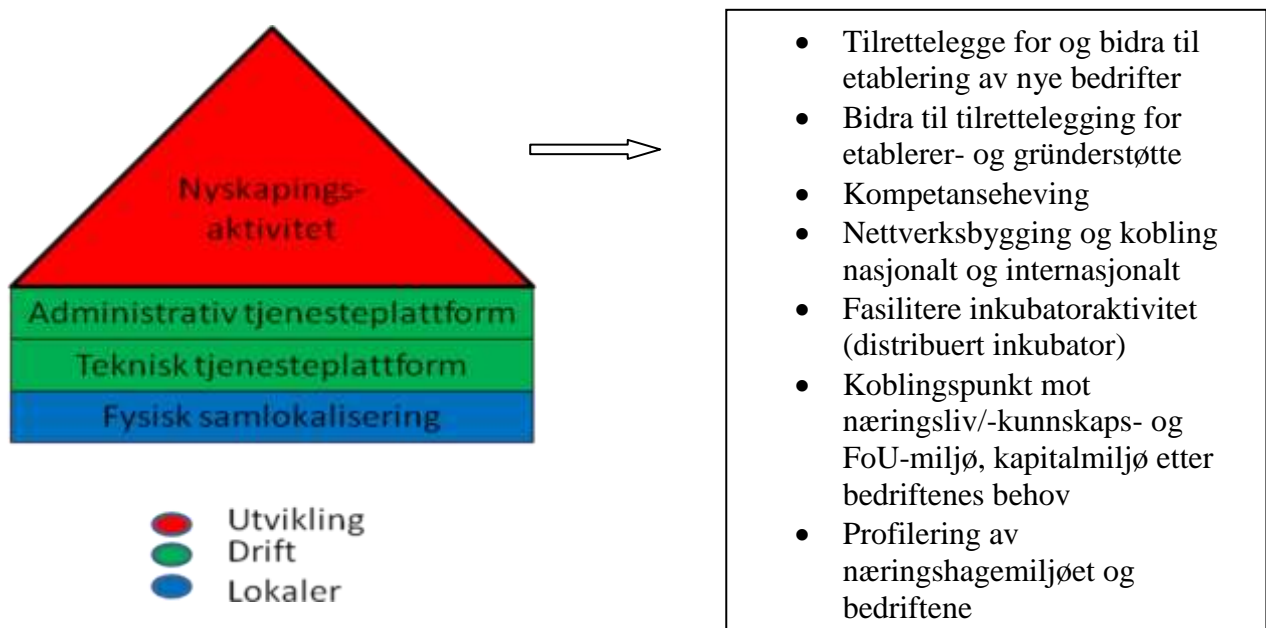 Nyskapings-
aktivitet
Administrativ tjenesteplattform
Teknisk tjenesteplattform
Fysisk samlokalisering
Utvikling
Drift
Lokaler
• Tilrettelegge for og bidra til
etablering av nye bedrifter
• Bidra til tilrettelegging for
etablerer- og gründerstøtte
• Kompetanseheving
• Nettverksbygging og kobling
nasjonalt og internasjonalt
• Fasilitere inkubatoraktivitet
(distribuert inkubator)
• Koblingspunkt mot
næringsliv/-kunnskaps- og
FoU-miljø, kapitalmiljø etter
bedriftenes behov
• Profilering av
næringshagemiljøet og
bedriftene